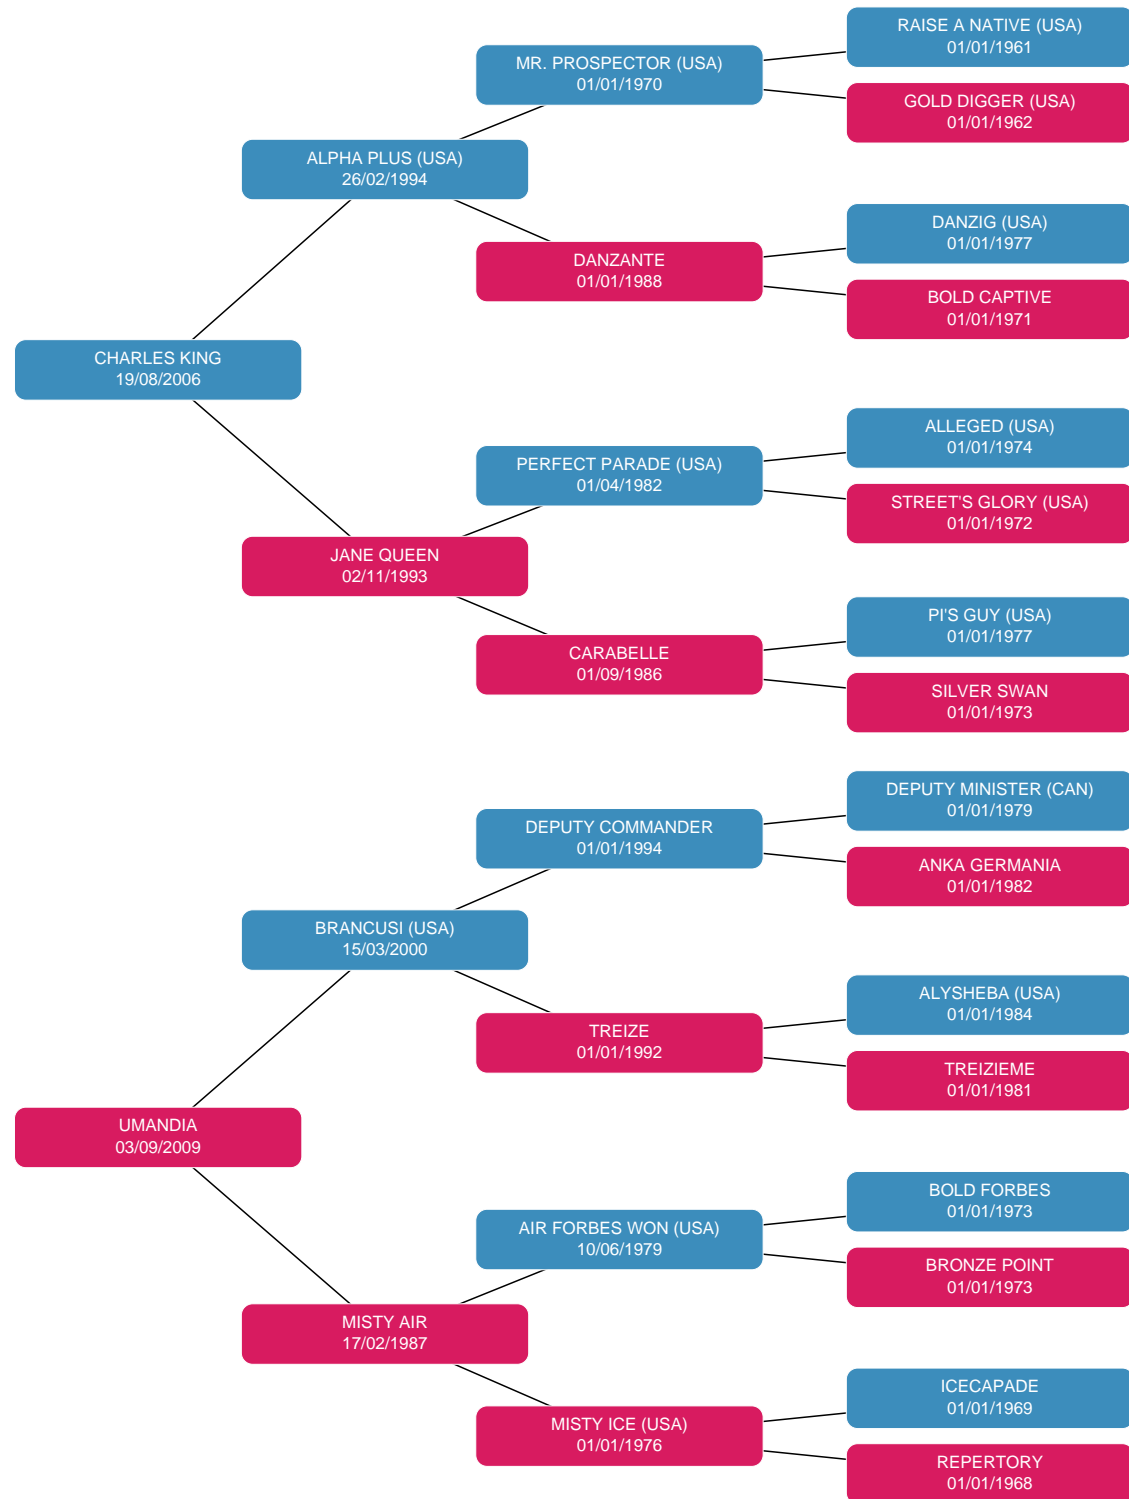 RAISE A NATIVE (USA)
01/01/1961
MR. PROSPECTOR (USA)
01/01/1970
GOLD DIGGER (USA)
01/01/1962
ALPHA PLUS (USA)
26/02/1994
DANZIG (USA)
01/01/1977
DANZANTE
01/01/1988
BOLD CAPTIVE
01/01/1971
CHARLES KING
19/08/2006
ALLEGED (USA)
01/01/1974
PERFECT PARADE (USA)
01/04/1982
STREET'S GLORY (USA)
01/01/1972
JANE QUEEN
02/11/1993
PI'S GUY (USA)
01/01/1977
CARABELLE
01/09/1986
SILVER SWAN
01/01/1973
DEPUTY MINISTER (CAN)
01/01/1979
DEPUTY COMMANDER
01/01/1994
ANKA GERMANIA
01/01/1982
BRANCUSI (USA)
15/03/2000
ALYSHEBA (USA)
01/01/1984
TREIZE
01/01/1992
TREIZIEME
01/01/1981
UMANDIA
03/09/2009
BOLD FORBES
01/01/1973
AIR FORBES WON (USA)
10/06/1979
BRONZE POINT
01/01/1973
MISTY AIR
17/02/1987
ICECAPADE
01/01/1969
MISTY ICE (USA)
01/01/1976
REPERTORY
01/01/1968